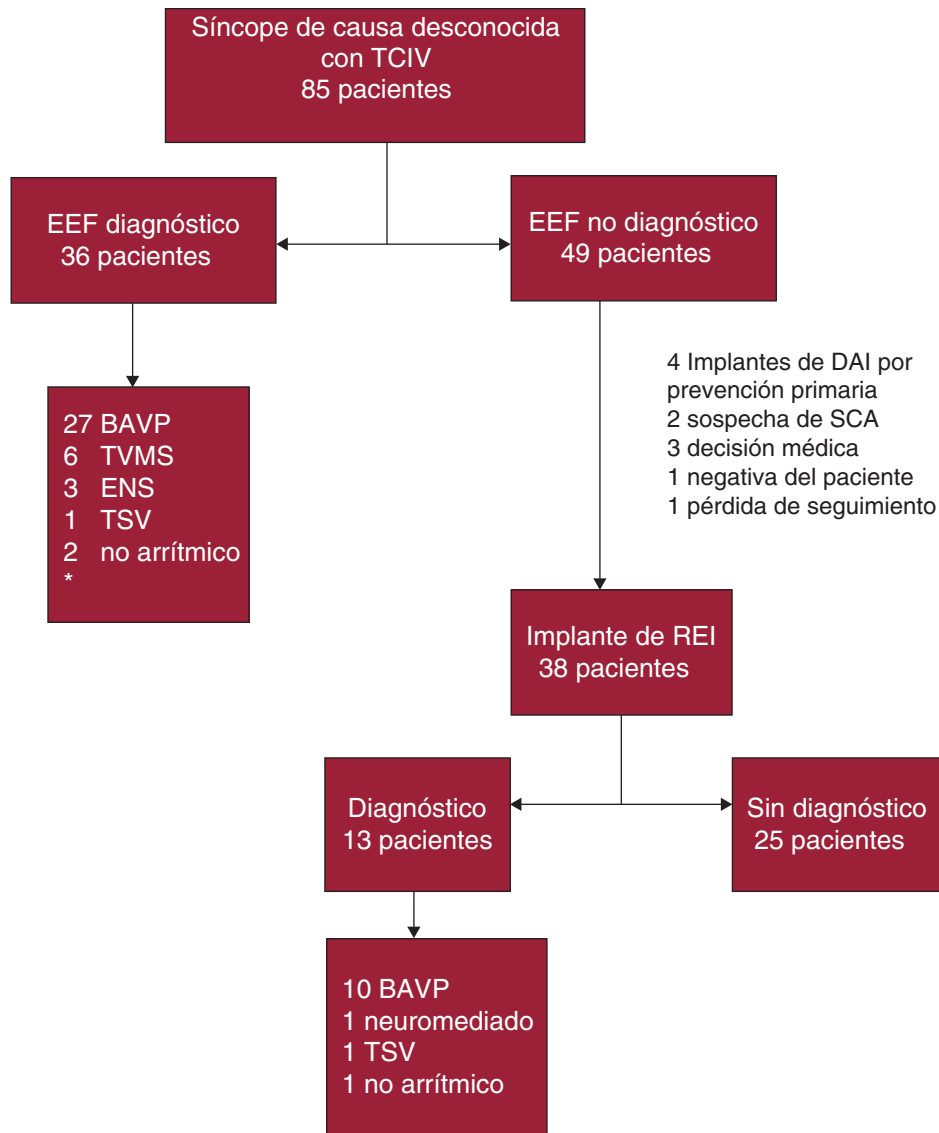 Síncope de causa desconocida
con TCIV
85 pacientes
EEF diagnóstico
36 pacientes
EEF no diagnóstico
49 pacientes
27 BAVP
6 TVMS
3 ENS
1 TSV
2 no arrítmico
*
4 Implantes de DAI por
prevención primaria
2 sospecha de SCA
3 decisión médica
1 negativa del paciente
1 pérdida de seguimiento
Implante de REI
38 pacientes
Diagnóstico
13 pacientes
Sin diagnóstico
25 pacientes
10 BAVP
1 neuromediado
1 TSV
1 no arrítmico